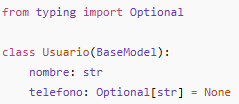 from typing import Optional
class Usuario(BaseModel):
    nombre: str
    telefono: Optional[str] = None